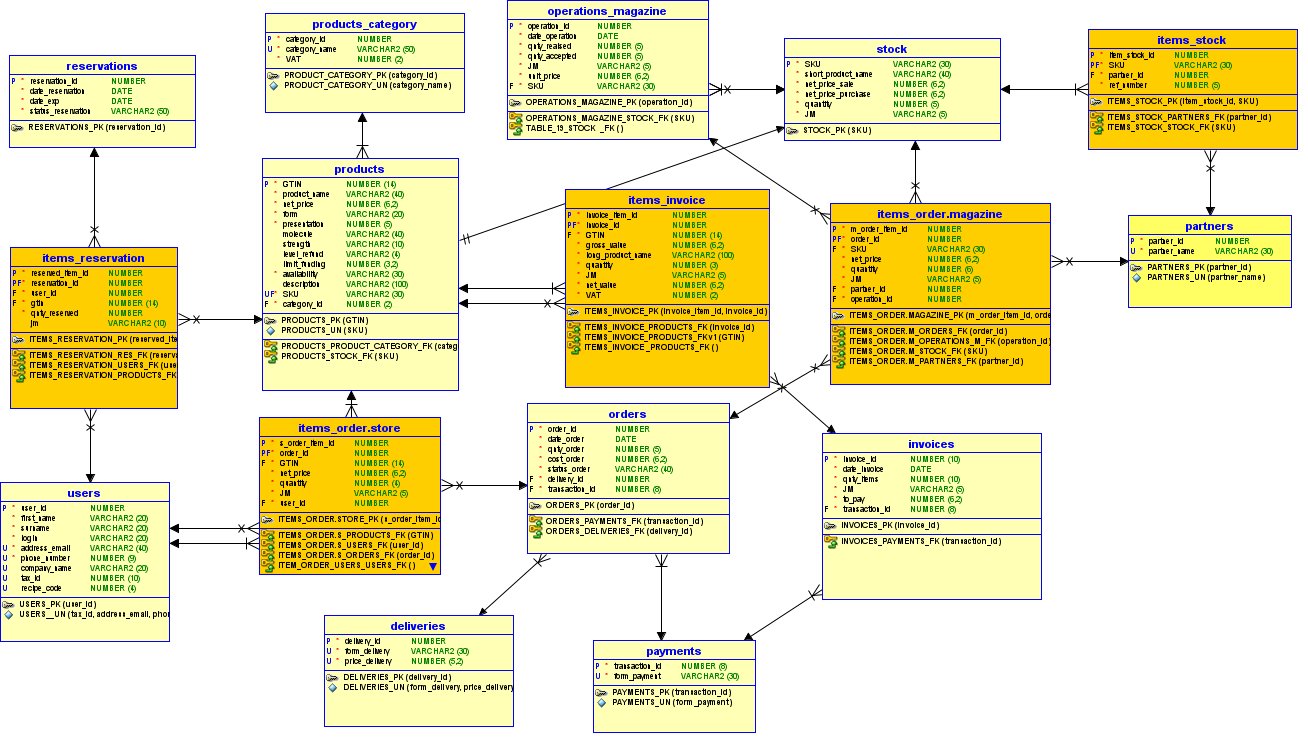 products_category
P * category_id NUMBER
U * category_name VARCHAR2 (50)
* VAT NUMBER (2)
PRODUCT_CATEGORY_PK (category_id)
PRODUCT_CATEGORY_UN (category_name)
operations_magazine
P * operation_id NUMBER
* date_operation DATE
* qnty_realsed NUMBER (5)
* qnty_accepted NUMBER (5)
* JM VARCHAR2 (5)
* unit_price NUMBER (6,2)
F * SKU VARCHAR2 (30)
OPERATIONS_MAGAZINE_PK (operation_id)
OPERATIONS_MAGAZINE_STOCK_FK (SKU)
TABLE_19_STOCK _FK ()
stock
P * SKU VARCHAR2 (30)
* short_product_name VARCHAR2 (40)
* net_price_sale NUMBER (6,2)
* net_price_purchase NUMBER (6,2)
* quantity NUMBER (5)
* JM VARCHAR2 (5)
STOCK_PK (SKU)
items_stock
P * item_stock_id NUMBER
PF* SKU VARCHAR2 (30)
F * partner_id NUMBER
* ref_number NUMBER (5)
ITEMS_STOCK_PK (item_stock_id, SKU)
ITEMS_STOCK_PARTNERS_FK (partner_id)
ITEMS_STOCK_STOCK_FK (SKU)
reservations
P * reservation_id NUMBER
* date_reservation DATE
* date_exp DATE
* status_reservation VARCHAR2 (50)
RESERVATIONS_PK (reservation_id)
products
P * GTIN NUMBER (14)
* product_name VARCHAR2 (40)
* net_price NUMBER (6,2)
* form VARCHAR2 (20)
* presentation NUMBER (5)
* molecule VARCHAR2 (40)
strength VARCHAR2 (10)
level_refund VARCHAR2 (4)
limit_funding NUMBER (3,2)
* availability VARCHAR2 (30)
description VARCHAR2 (100)
UF* SKU VARCHAR2 (30)
F * category_id NUMBER (2)
PRODUCTS_PK (GTIN)
PRODUCTS_UN (SKU)
PRODUCTS_PRODUCT_CATEGORY_FK (categ
PRODUCTS_STOCK_FK (SKU)
items_invoice
P * invoice_item_id NUMBER
PF* invoice_id NUMBER
F * GTIN NUMBER (14)
* gross_value NUMBER (6,2)
* long_product_name VARCHAR2 (100)
* quantity NUMBER (3)
* JM VARCHAR2 (5)
* net_value NUMBER (6,2)
* VAT NUMBER (2)
ITEMS_INVOICE_PK (invoice_item_id, invoice_id)
ITEMS_INVOICE_PRODUCTS_FK (invoice_id)
ITEMS_INVOICE_PRODUCTS_FKv1 (GTIN)
ITEMS_INVOICE_PRODUCTS_FK ()
items_order.magazine
P * m_order_item_id NUMBER
PF* order_id NUMBER
F * SKU VARCHAR2 (30)
* net_price NUMBER (6,2)
* quantity NUMBER (6)
* JM VARCHAR2 (5)
F * partner_id NUMBER
F * operation_id NUMBER
ITEMS_ORDER.MAGAZINE_PK (m_order_item_id, orde
ITEMS_ORDER.M_ORDERS_FK (order_id)
ITEMS_ORDER.M_OPERATIONS_M_FK (operation_id)
ITEMS_ORDER.M_STOCK_FK (SKU)
ITEMS_ORDER.M_PARTNERS_FK (partner_id)
partners
P * partner_id NUMBER
U * partner_name VARCHAR2 (30)
PARTNERS_PK (partner_id)
PARTNERS_UN (partner_name)
items_reservation
P * reserved_item_id NUMBER
PF* reservation_id NUMBER
F * user_id NUMBER
F * gtin NUMBER (14)
* qnty_reserved NUMBER
jm VARCHAR2 (10)
ITEMS_RESERVATION_PK (reserved_ite
ITEMS_RESERVATION_RES_FK (reserva
ITEMS_RESERVATION_USERS_FK (use
ITEMS_RESERVATION_PRODUCTS_FK
items_order.store
P * s_order_item_id NUMBER
PF* order_id NUMBER
F * GTIN NUMBER (14)
* net_price NUMBER (6,2)
* quantity NUMBER (4)
* JM VARCHAR2 (5)
F * user_id NUMBER
ITEMS_ORDER.STORE_PK (s_order_item_id
ITEMS_ORDER.S_PRODUCTS_FK (GTIN)
ITEMS_ORDER.S_USERS_FK (user_id)
ITEMS_ORDER.S_ORDERS_FK (order_id)
ITEM_ORDER_USERS_USERS_FK ()
orders
P * order_id NUMBER
* date_order DATE
* qnty_order NUMBER (5)
* cost_order NUMBER (6,2)
* status_order VARCHAR2 (40)
F * delivery_id NUMBER
F * transaction_id NUMBER (8)
ORDERS_PK (order_id)
ORDERS_PAYMENTS_FK (transaction_id)
ORDERS_DELIVERIES_FK (delivery_id)
invoices
P * invoice_id NUMBER (10)
* date_invoice DATE
* qnty_items NUMBER (10)
* JM VARCHAR2 (5)
* to_pay NUMBER (6,2)
F * transaction_id NUMBER (8)
INVOICES_PK (invoice_id)
INVOICES_PAYMENTS_FK (transaction_id)
users
P * user_id NUMBER
* first_name VARCHAR2 (20)
* surname VARCHAR2 (20)
* login VARCHAR2 (20)
U * address_email VARCHAR2 (40)
U * phone_number NUMBER (9)
U company_name VARCHAR2 (20)
U tax_id NUMBER (10)
U recipe_code NUMBER (4)
USERS_PK (user_id)
USERS__UN (tax_id, address_email, phon
deliveries
P * delivery_id NUMBER
U * form_delivery VARCHAR2 (30)
U * price_delivery NUMBER (5,2)
DELIVERIES_PK (delivery_id)
DELIVERIES_UN (form_delivery, price_delivery
payments
P * transaction_id NUMBER (8)
U * form_payment VARCHAR2 (30)
PAYMENTS_PK (transaction_id)
PAYMENTS_UN (form_payment)